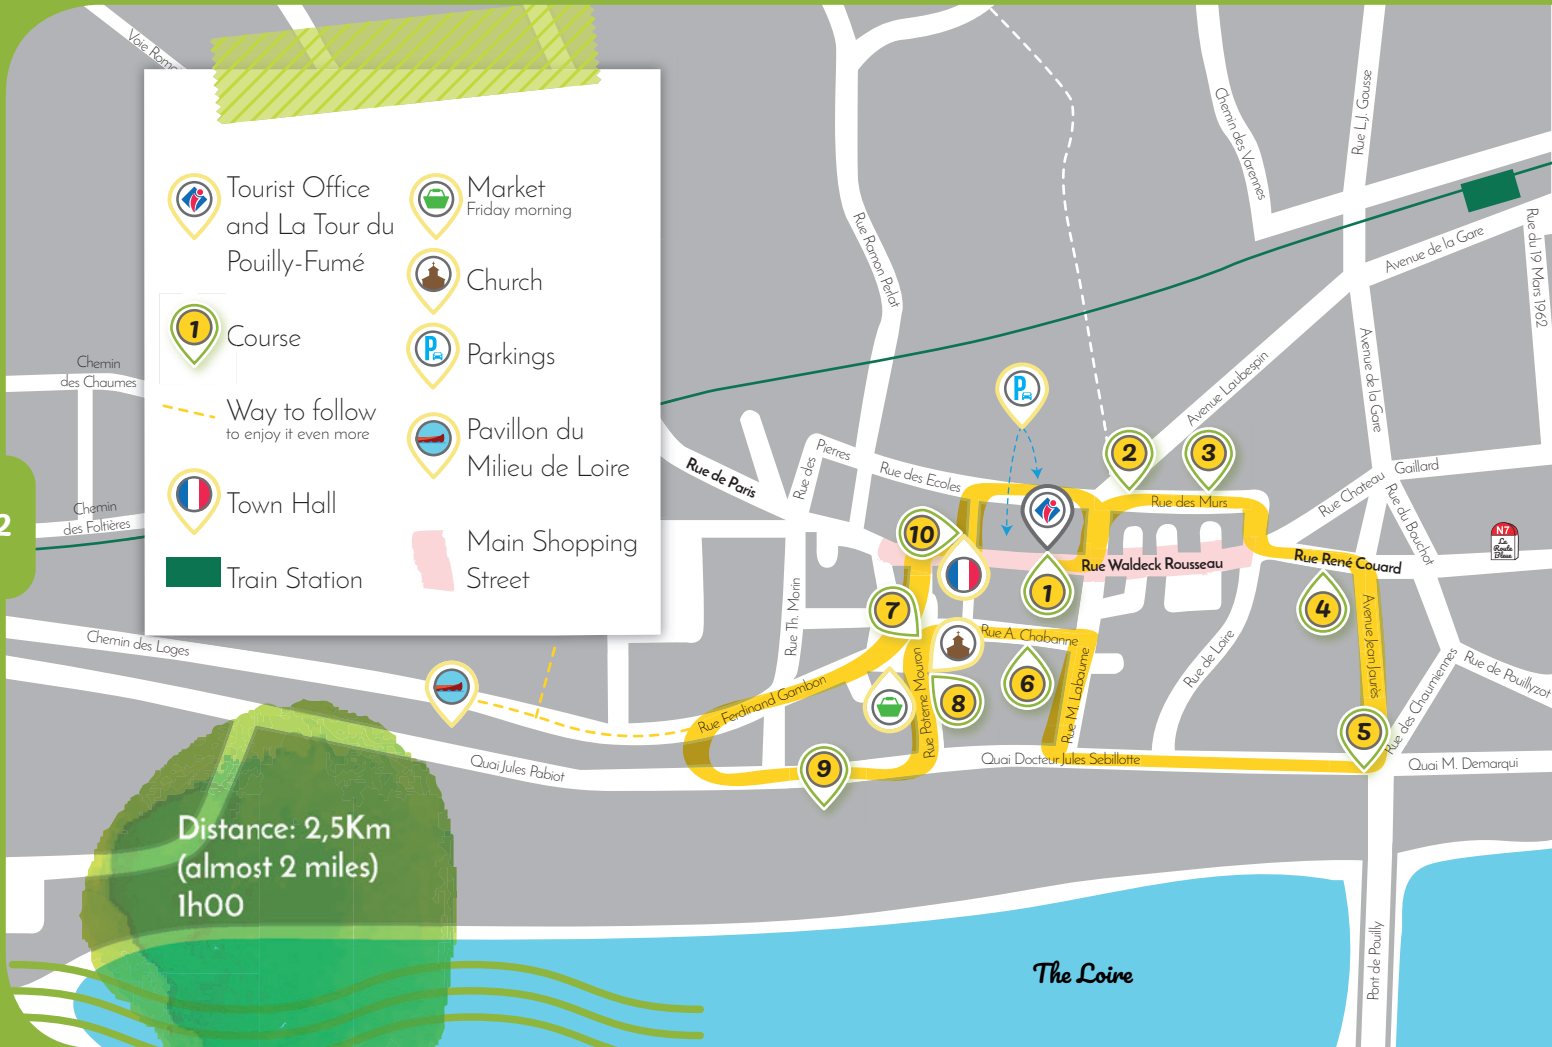 Voie Roma
Tourist Office
and La Tour du
Pouilly-Fumé
1
Course
Way to follow
to enjoy it even more
Town Hall
Train Station
Market
Friday morning
Church
P
Parkings
Pavillon du
Milieu de Loire
Main Shopping
Street
Chemin
des Chaumes
Chemin
des Foltières
2
Chemin des Loges
Distance: 2,5Km
(almost 2 miles)
1h00
Rue Ramon Perlat
Chemin des Varennes
Rue L.J. Gousse
Avenue de la Gare
Rue du 19 Mars 1962
Avenue de la Gare
Avenue Laubespin
P
Rue de Paris
Rue des
Pierres
Rue des Ecoles
2
3
Rue des Murs
Rue Chateau
Gaillard
Rue du Bouchot
N7
La
Route
Bleue
10
1
Rue Waldeck Rousseau
Rue René Couard
4
Avenue Jean Jaurès
7
Rue Th. Morin
Rue A. Chabanne
6
8
Rue Poterne Mouron
Rue M. Labaume
Rue de Loire
Rue des Chaumiennes
Rue de Pouillyzot
5
Rue Ferdinand Gambon
9
Quai Jules Pabiot
Quai Docteur Jules Sebillotte
Quai M. Demarqui
Pont de Pouilly
The Loire